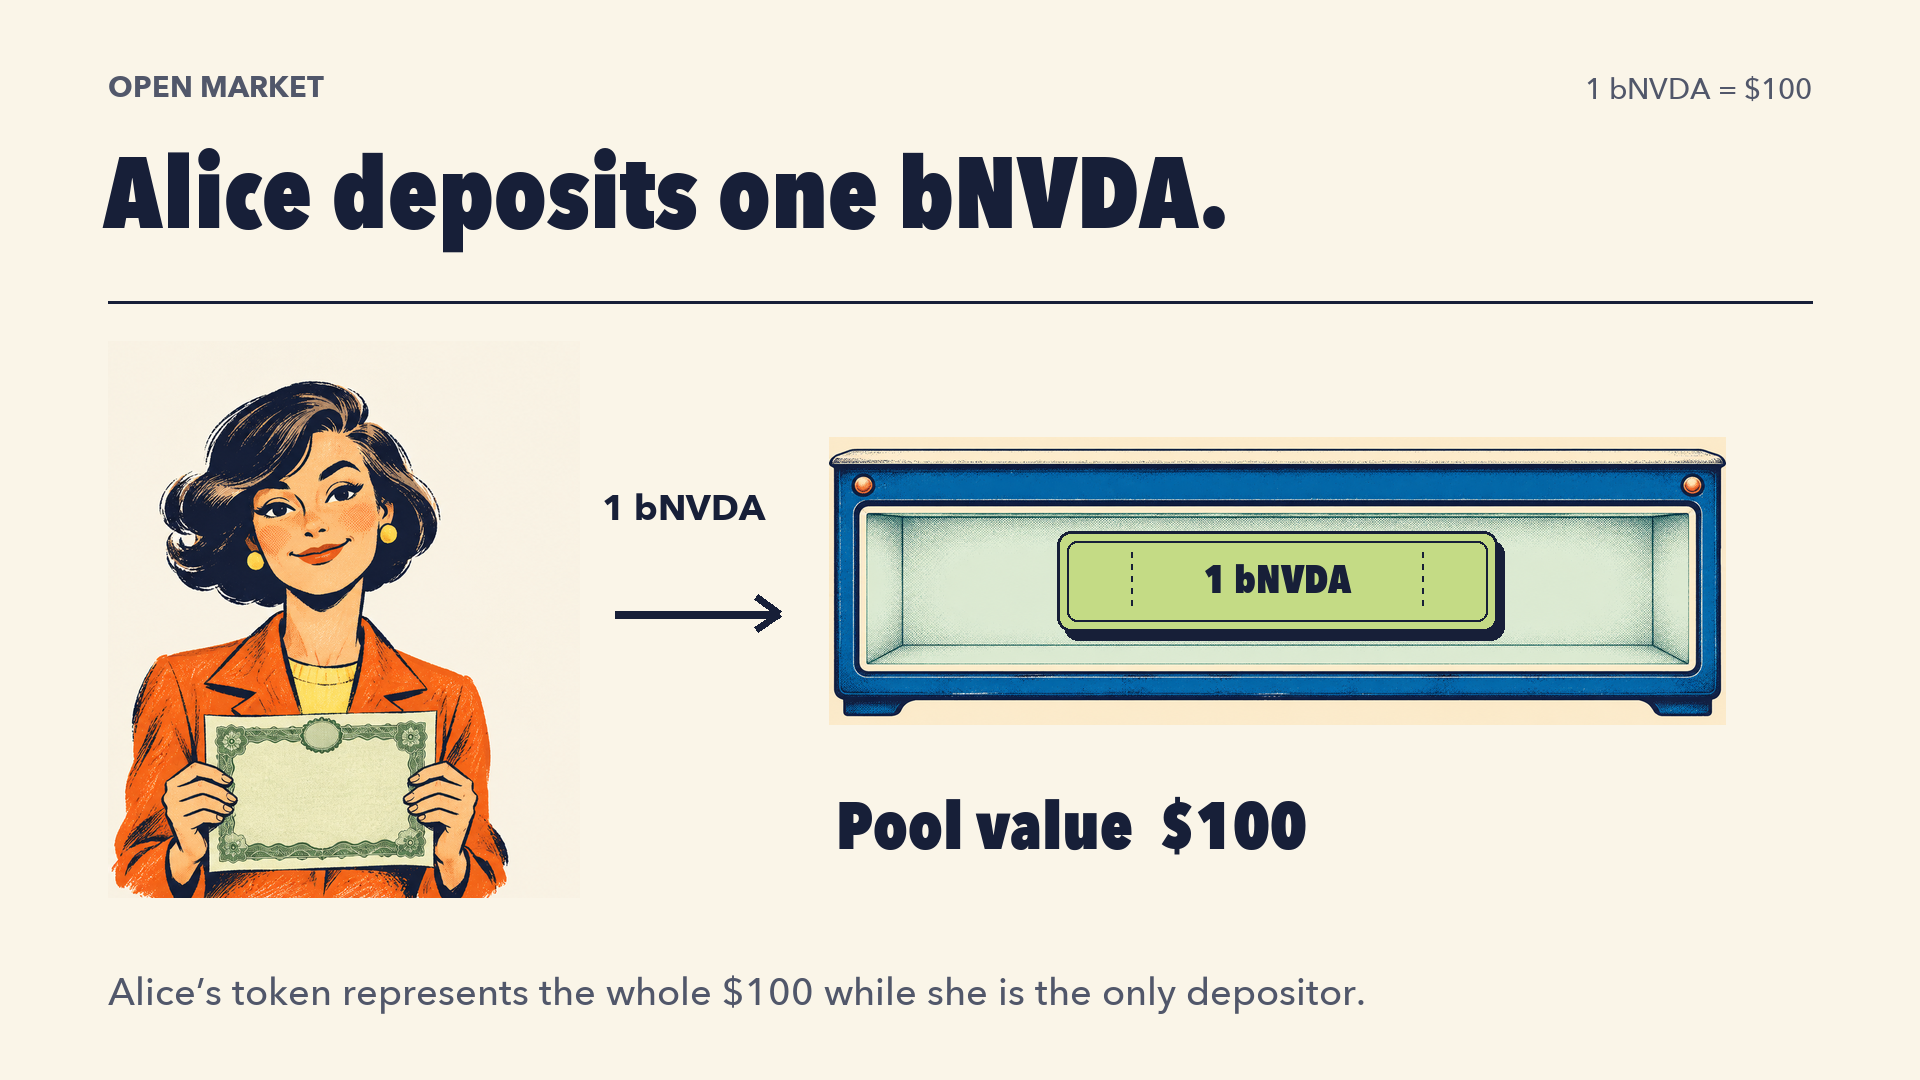 OPEN MARKET
1 bNVDA = $100
Alice deposits one bNVDA.
1 bNVDA
1 bNVDA
Pool value $100
Alice’s token represents the whole $100 while she is the only depositor.